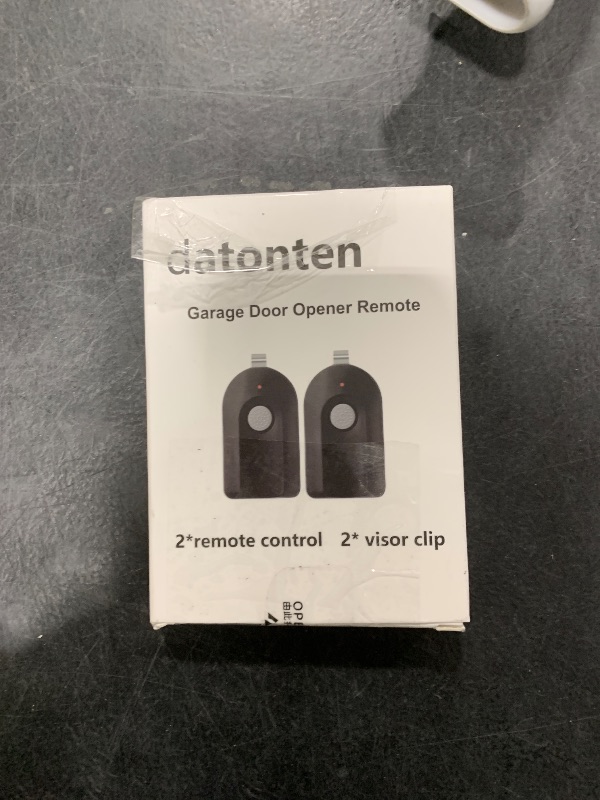 datonten
Garage Door Opener Remote
2*remote control 2* visor clip